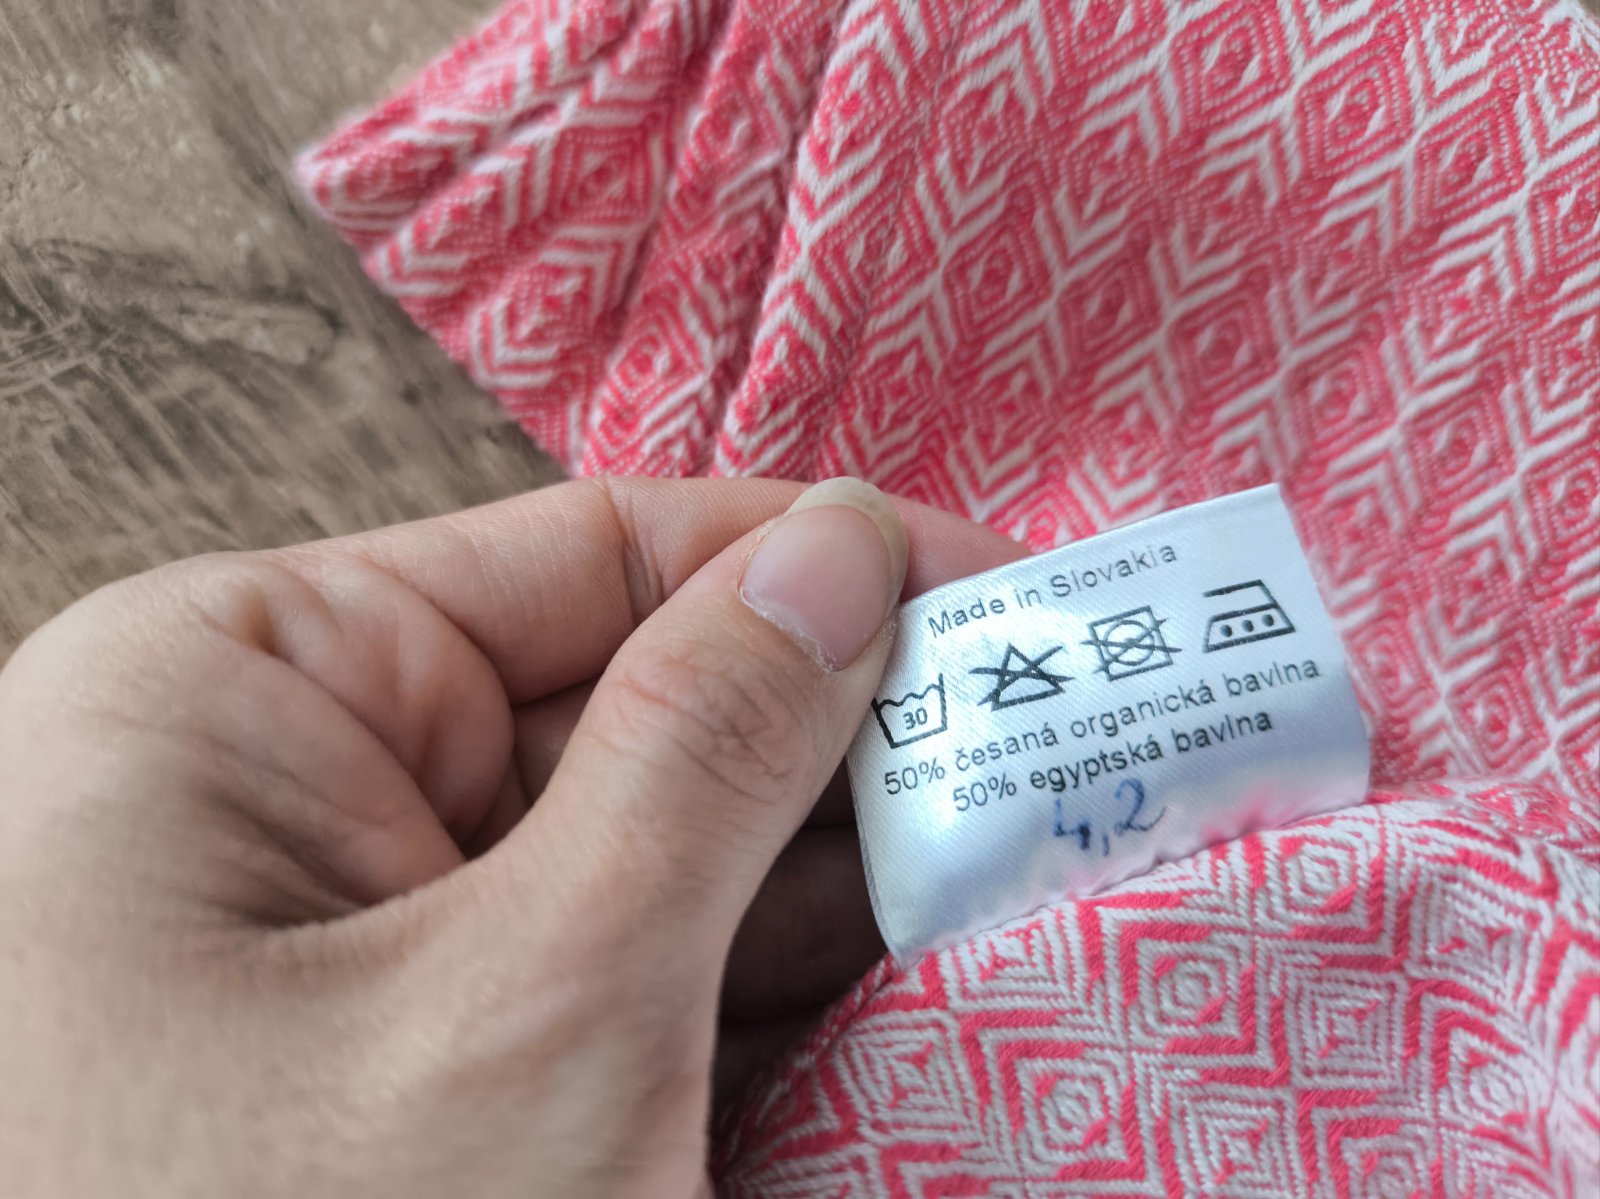 Made in Slovakia
30
50% česaná organická bavlna
50% egyptská bavlna
4,2